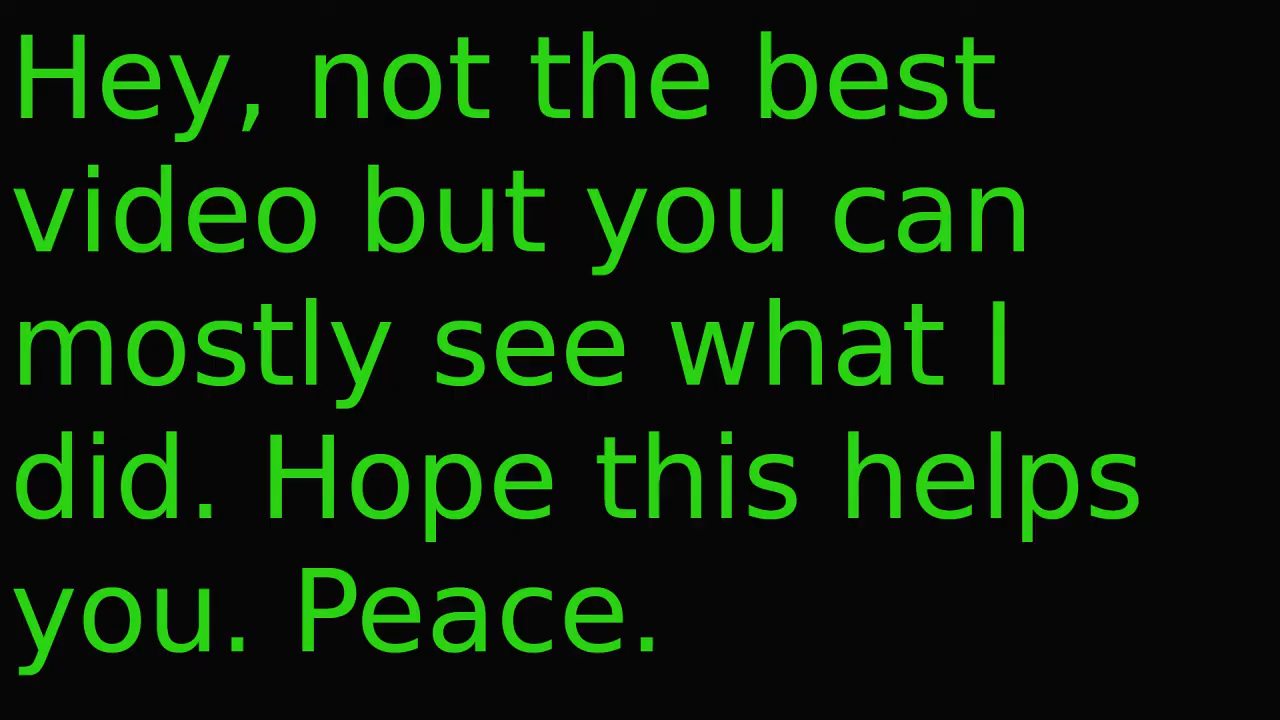 Hey, not the best
video but you can
mostly see what I
did. Hope this helps
you. Peace.